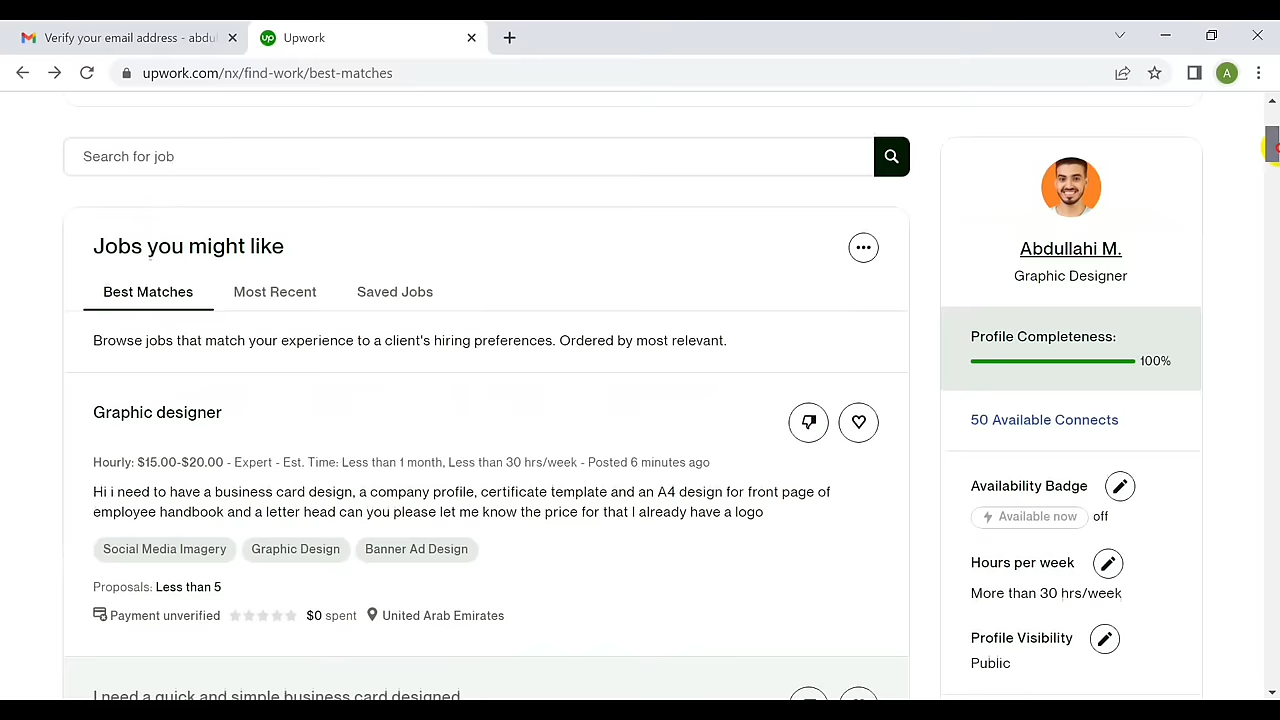 Verify your email address - abdul
Upwork
upwork.com/nx/find-work/best-matches
A
Search for job
Jobs you might like
Best Matches
Most Recent
Saved Jobs
Browse jobs that match your experience to a client's hiring preferences. Ordered by most relevant.
Graphic designer
Hourly: $15.00-$20.00 - Expert - Est. Time: Less than 1 month, Less than 30 hrs/week - Posted 6 minutes ago
Hi i need to have a business card design, a company profile, certificate template and an A4 design for front page of
employee handbook and a letter head can you please let me know the price for that I already have a logo
Social Media Imagery
Graphic Design
Banner Ad Design
Proposals: Less than 5
Payment unverified
$0 spent
United Arab Emirates
I need a quick and simple business card designed
Abdullahi M.
Graphic Designer
Profile Completeness:
100%
50 Available Connects
Availability Badge
Available now
off
Hours per week
More than 30 hrs/week
Profile Visibility
Public